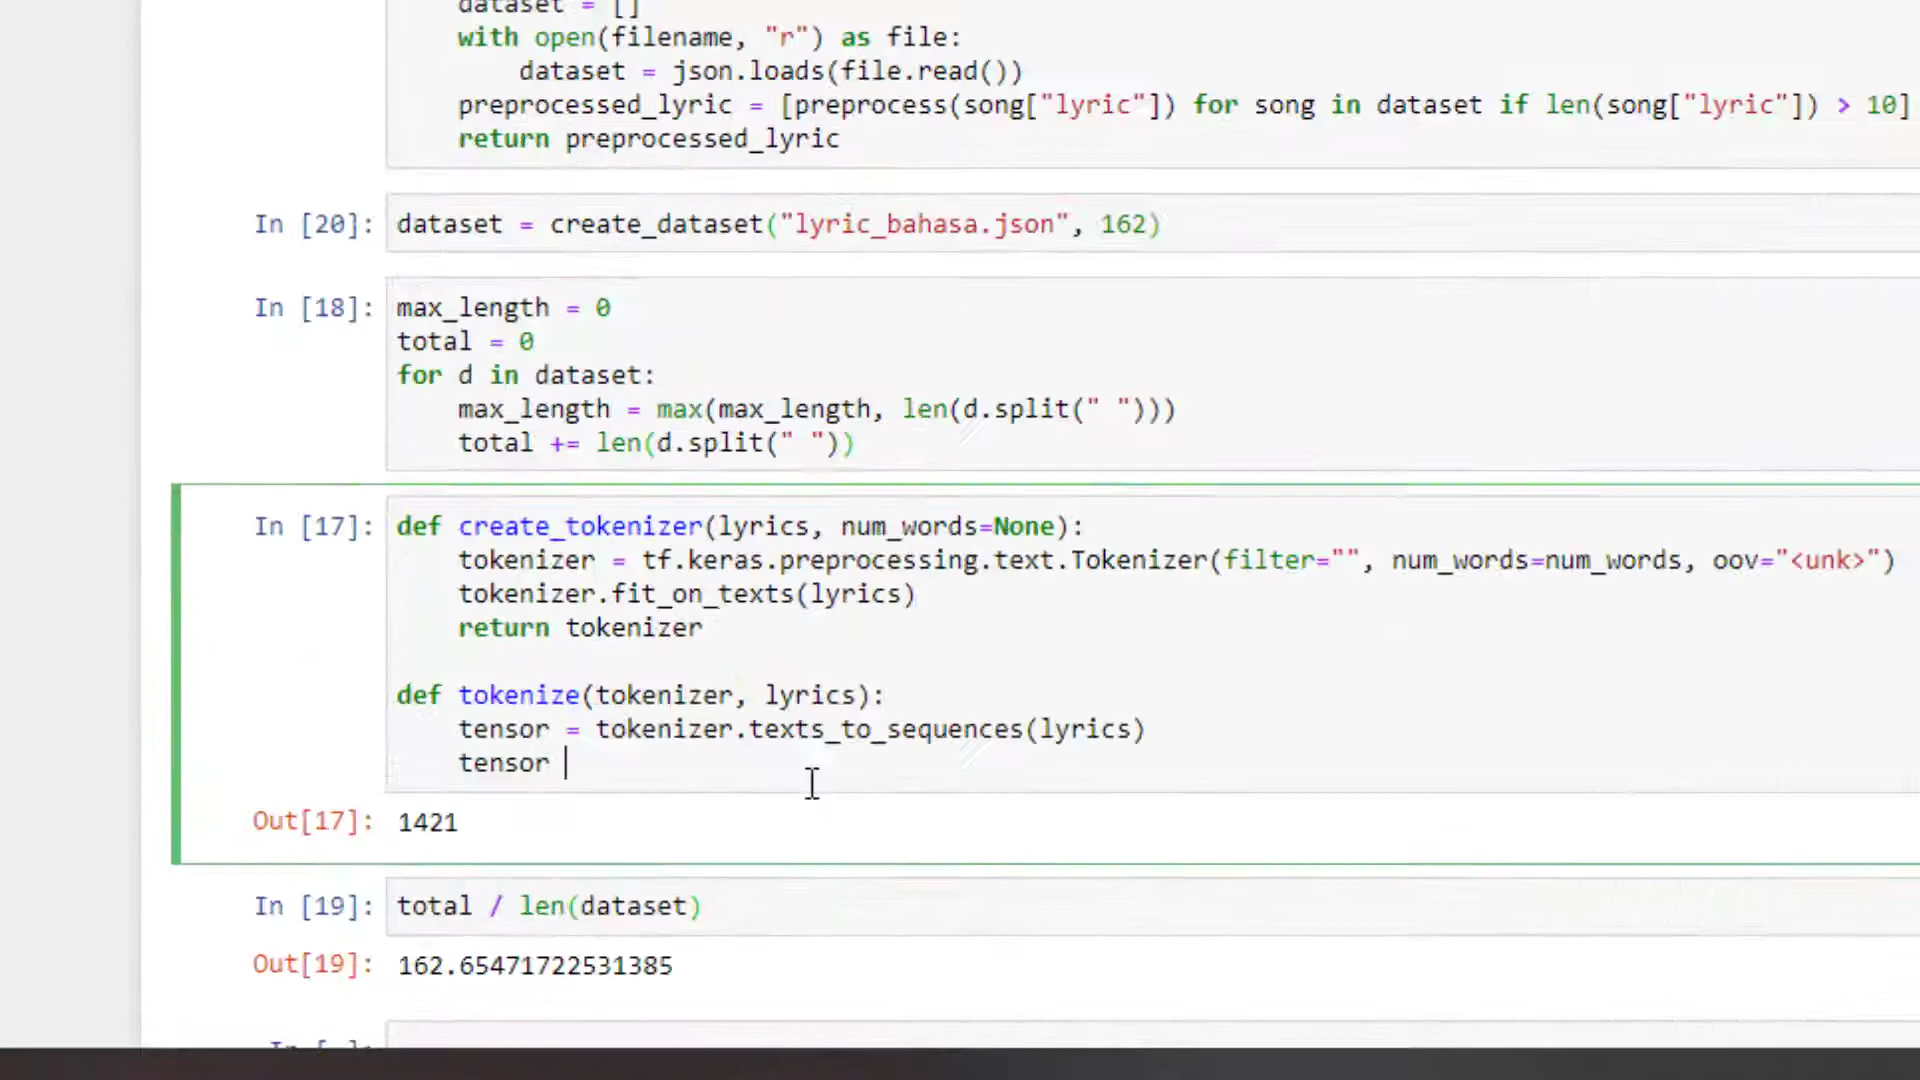 dataset = []
with open(filename, "r") as file:
dataset = json.loads(file.read())
preprocessed_lyric = [preprocess(song["lyric"]) for song in dataset if len(song["lyric"]) > 10]
return preprocessed_lyric
In [20]: dataset = create_dataset("lyric_bahasa.json", 162)
In [18]: max_length = 0
total = 0
for d in dataset:
max_length = max(max_length, len(d.split(" ")))
total += len(d.split(" "))
In [17]: def create_tokenizer(lyrics, num_words=None):
tokenizer = tf.keras.preprocessing.text.Tokenizer(filter="", num_words=num_words, oov="<unk>")
tokenizer.fit_on_texts(lyrics)
return tokenizer
def tokenize(tokenizer, lyrics):
tensor = tokenizer.texts_to_sequences(lyrics)
tensor
Out[17]: 1421
In [19]: total / len(dataset)
Out[19]: 162.65471722531385